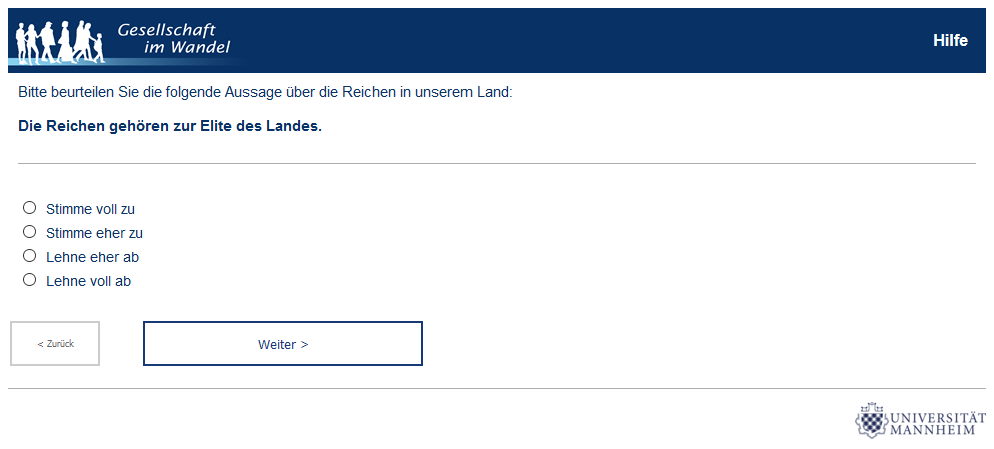 Gesellschaft
im Wandel
Hilfe
Bitte beurteilen Sie die folgende Aussage über die Reichen in unserem Land:
Die Reichen gehören zur Elite des Landes.
Stimme voll zu
Stimme eher zu
Lehne eher ab
Lehne voll ab
< Zurück
Weiter >
UNIVERSITÄT
MANNHEIM